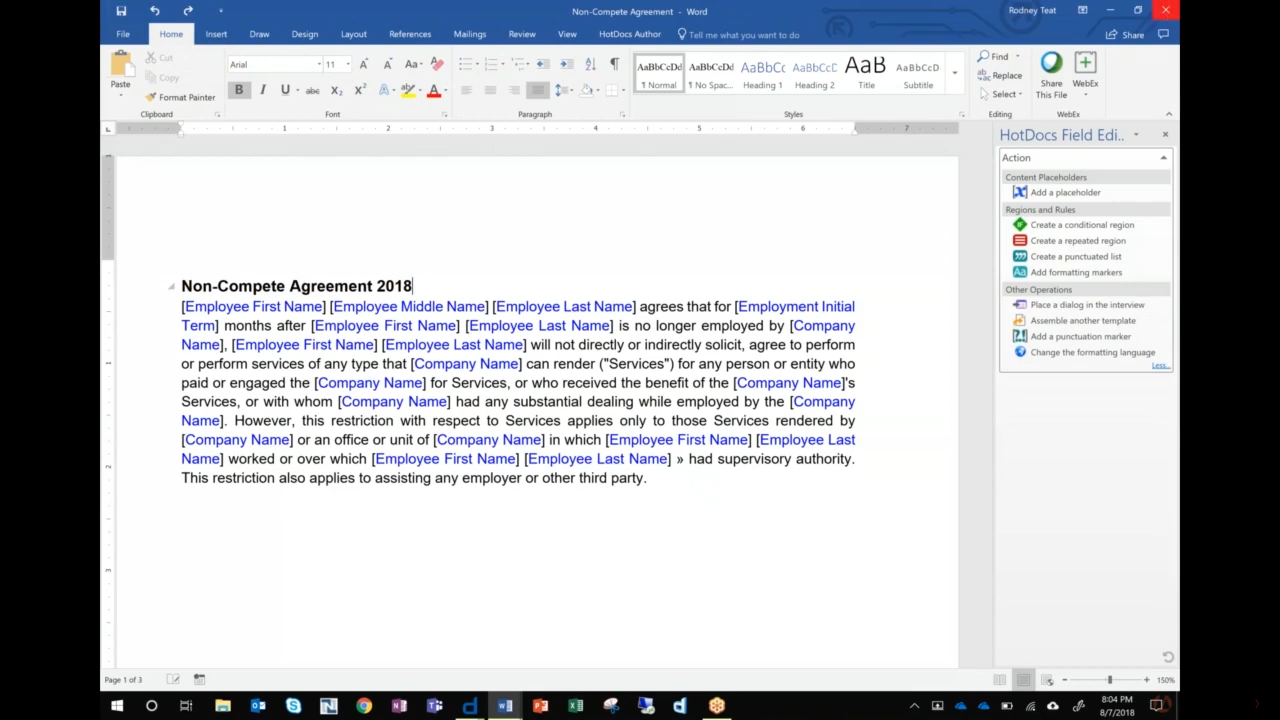 Non-Compete Agreement - Word
Rodney Teat
File Home Insert Draw Design Layout References Mailings Review View HotDocs Author Tell me what you want to do Share
Paste
Cut
Copy
Format Painter
Clipboard
Arial 11
Font
Paragraph
AaBbCcDd AaBbCcDd AaBbCc AaBbCcC AaB AaBbCcD
¶ Normal ¶ No Spac... Heading 1 Heading 2 Title Subtitle
Styles
Find
Replace
Select
Editing
Share This File
WebEx
WebEx
1 2 3 4 5 6 7
HotDocs Field Edi..
Action
Content Placeholders
Add a placeholder
Regions and Rules
Create a conditional region
Create a repeated region
Create a punctuated list
Add formatting markers
Other Operations
Place a dialog in the interview
Assemble another template
Add a punctuation marker
Change the formatting language
Less...
Non-Compete Agreement 2018
[Employee First Name] [Employee Middle Name] [Employee Last Name] agrees that for [Employment Initial
Term] months after [Employee First Name] [Employee Last Name] is no longer employed by [Company
Name], [Employee First Name] [Employee Last Name] will not directly or indirectly solicit, agree to perform
or perform services of any type that [Company Name] can render ("Services") for any person or entity who
paid or engaged the [Company Name] for Services, or who received the benefit of the [Company Name]'s
Services, or with whom [Company Name] had any substantial dealing while employed by the [Company
Name]. However, this restriction with respect to Services applies only to those Services rendered by
[Company Name] or an office or unit of [Company Name] in which [Employee First Name] [Employee Last
Name] worked or over which [Employee First Name] [Employee Last Name] » had supervisory authority.
This restriction also applies to assisting any employer or other third party.
Page 1 of 3
150%
8:04 PM
8/7/2018